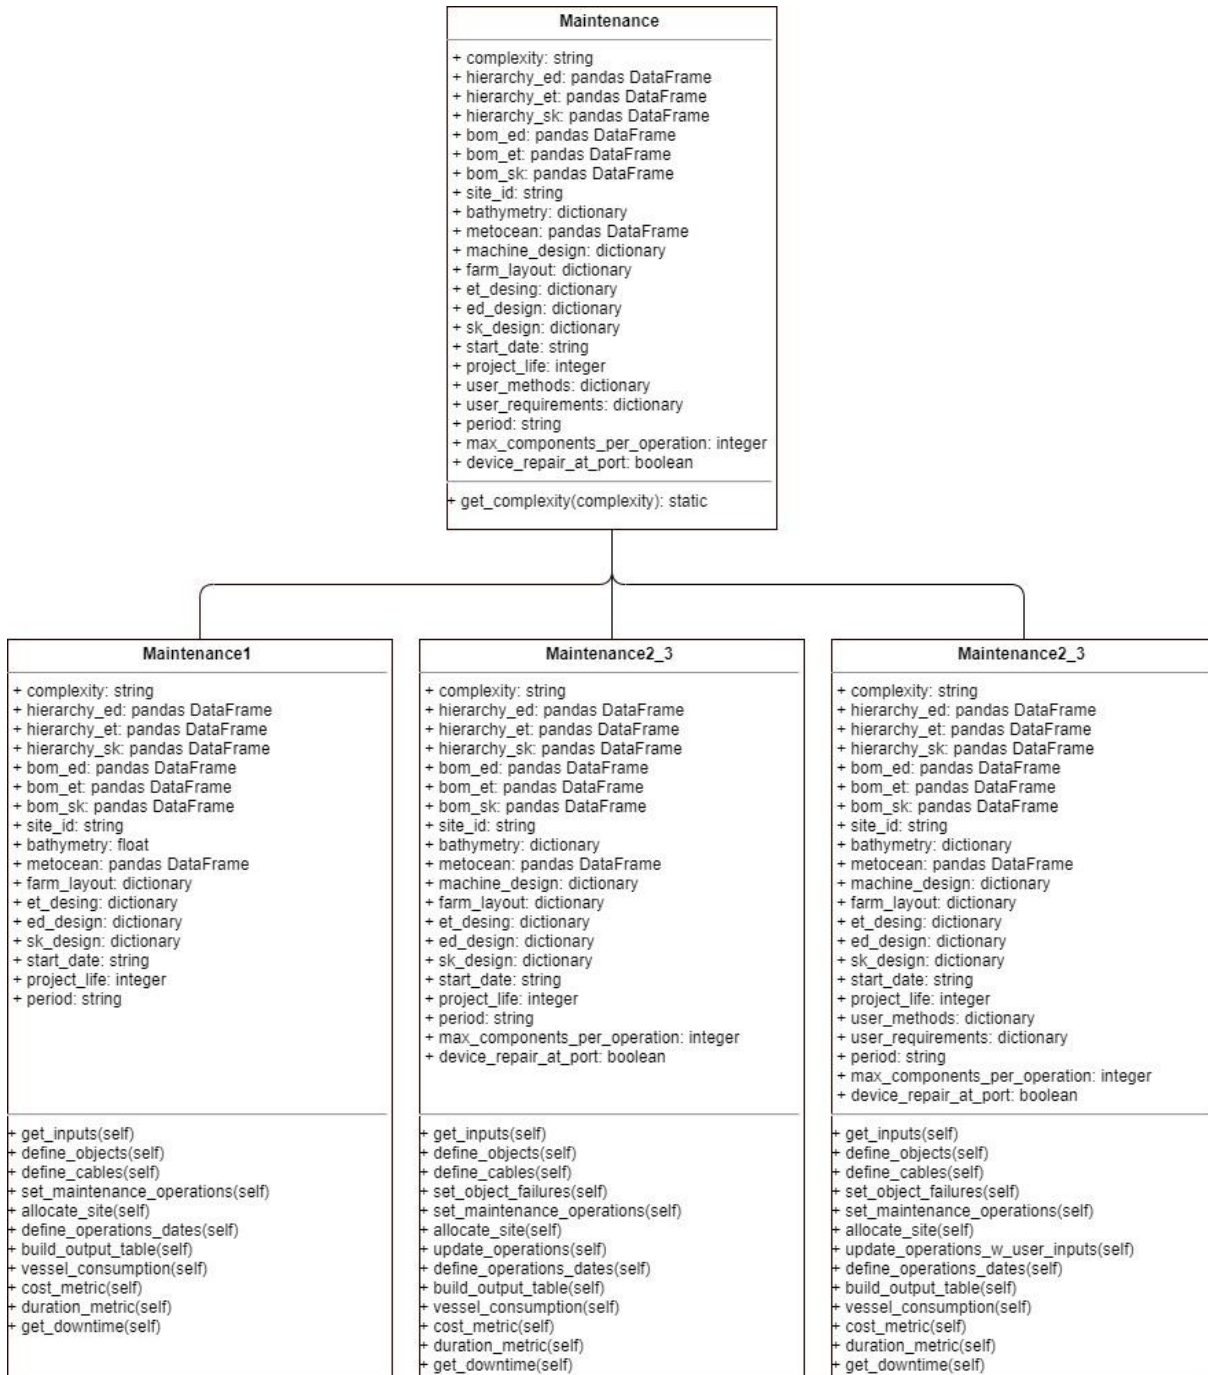 Maintenance
+ complexity: string
+ hierarchy_ed: pandas DataFrame
+ hierarchy_et: pandas DataFrame
+ hierarchy_sk: pandas DataFrame
+ bom_ed: pandas DataFrame
+ bom_et: pandas DataFrame
+ bom_sk: pandas DataFrame
+ site_id: string
+ bathymetry: dictionary
+ metocean: pandas DataFrame
+ machine_design: dictionary
+ farm_layout: dictionary
+ et_desing: dictionary
+ ed_design: dictionary
+ sk_design: dictionary
+ start_date: string
+ project_life: integer
+ user_methods: dictionary
+ user_requirements: dictionary
+ period: string
+ max_components_per_operation: integer
+ device_repair_at_port: boolean
+ get_complexity(complexity): static
Maintenance1
+ complexity: string
+ hierarchy_ed: pandas DataFrame
+ hierarchy_et: pandas DataFrame
+ hierarchy_sk: pandas DataFrame
+ bom_ed: pandas DataFrame
+ bom_et: pandas DataFrame
+ bom_sk: pandas DataFrame
+ site_id: string
+ bathymetry: float
+ metocean: pandas DataFrame
+ farm_layout: dictionary
+ et_desing: dictionary
+ ed_design: dictionary
+ sk_design: dictionary
+ start_date: string
+ project_life: integer
+ period: string
+ get_inputs(self)
+ define_objects(self)
+ define_cables(self)
+ set_maintenance_operations(self)
+ allocate_site(self)
+ define_operations_dates(self)
+ build_output_table(self)
+ vessel_consumption(self)
+ cost_metric(self)
+ duration_metric(self)
+ get_downtime(self)
Maintenance2_3
+ complexity: string
+ hierarchy_ed: pandas DataFrame
+ hierarchy_et: pandas DataFrame
+ hierarchy_sk: pandas DataFrame
+ bom_ed: pandas DataFrame
+ bom_et: pandas DataFrame
+ bom_sk: pandas DataFrame
+ site_id: string
+ bathymetry: dictionary
+ metocean: pandas DataFrame
+ machine_design: dictionary
+ farm_layout: dictionary
+ et_desing: dictionary
+ ed_design: dictionary
+ sk_design: dictionary
+ start_date: string
+ project_life: integer
+ period: string
+ max_components_per_operation: integer
+ device_repair_at_port: boolean
+ get_inputs(self)
+ define_objects(self)
+ define_cables(self)
+ set_object_failures(self)
+ set_maintenance_operations(self)
+ allocate_site(self)
+ update_operations(self)
+ define_operations_dates(self)
+ build_output_table(self)
+ vessel_consumption(self)
+ cost_metric(self)
+ duration_metric(self)
+ get_downtime(self)
Maintenance2_3
+ complexity: string
+ hierarchy_ed: pandas DataFrame
+ hierarchy_et: pandas DataFrame
+ hierarchy_sk: pandas DataFrame
+ bom_ed: pandas DataFrame
+ bom_et: pandas DataFrame
+ bom_sk: pandas DataFrame
+ site_id: string
+ bathymetry: dictionary
+ metocean: pandas DataFrame
+ machine_design: dictionary
+ farm_layout: dictionary
+ et_desing: dictionary
+ ed_design: dictionary
+ sk_design: dictionary
+ start_date: string
+ project_life: integer
+ user_methods: dictionary
+ user_requirements: dictionary
+ period: string
+ max_components_per_operation: integer
+ device_repair_at_port: boolean
+ get_inputs(self)
+ define_objects(self)
+ define_cables(self)
+ set_object_failures(self)
+ set_maintenance_operations(self)
+ allocate_site(self)
+ update_operations_w_user_inputs(self)
+ define_operations_dates(self)
+ build_output_table(self)
+ vessel_consumption(self)
+ cost_metric(self)
+ duration_metric(self)
+ get_downtime(self)